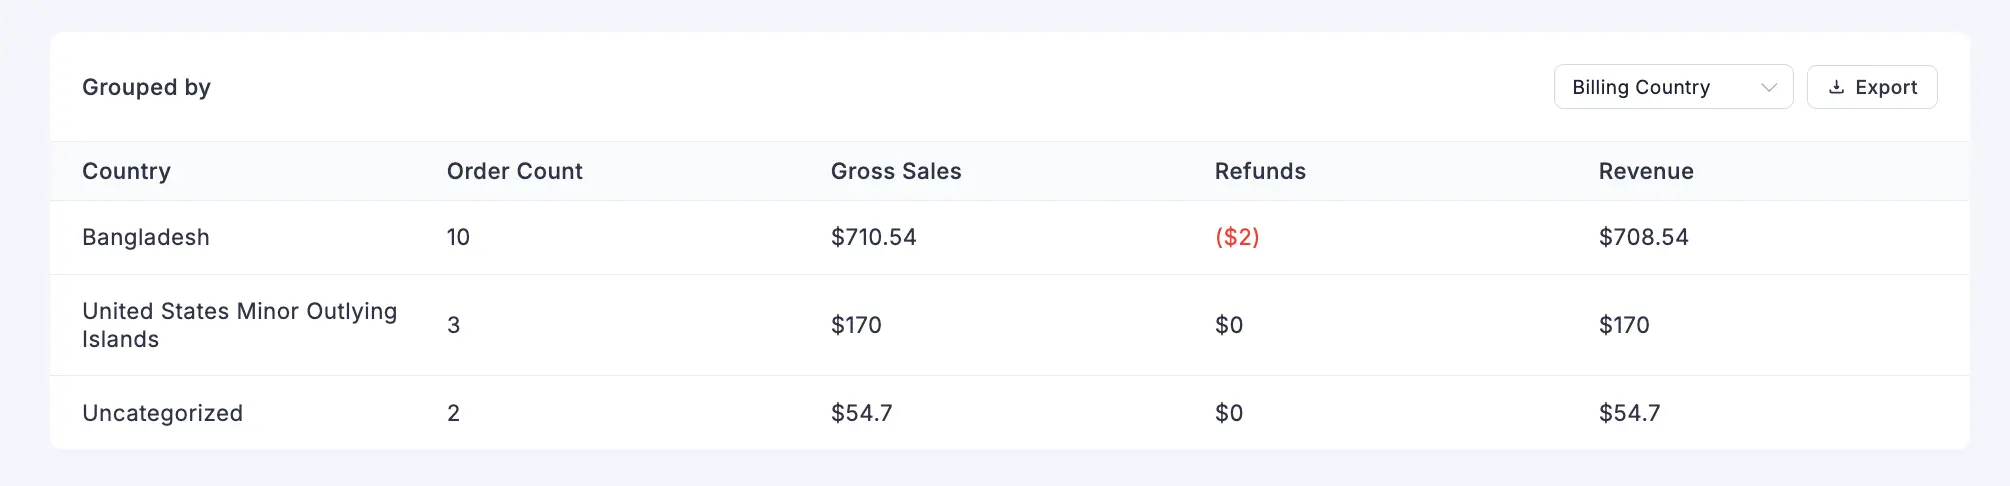 Grouped by
Billing Country
Export
Country Order Count Gross Sales Refunds Revenue
Bangladesh 10 $710.54 ($2) $708.54
United States Minor Outlying
Islands 3 $170 $0 $170
Uncategorized 2 $54.7 $0 $54.7